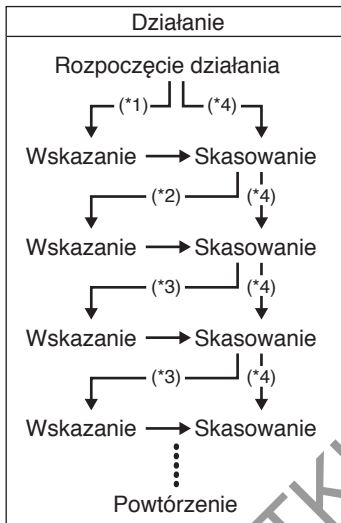 Działanie
Rozpoczęcie działania
(*1) (*4)
Wskazanie Skasowanie
(*2) (*4)
Wskazanie Skasowanie
(*3) (*4)
Wskazanie Skasowanie
(*3) (*4)
Wskazanie Skasowanie
Powtórzenie